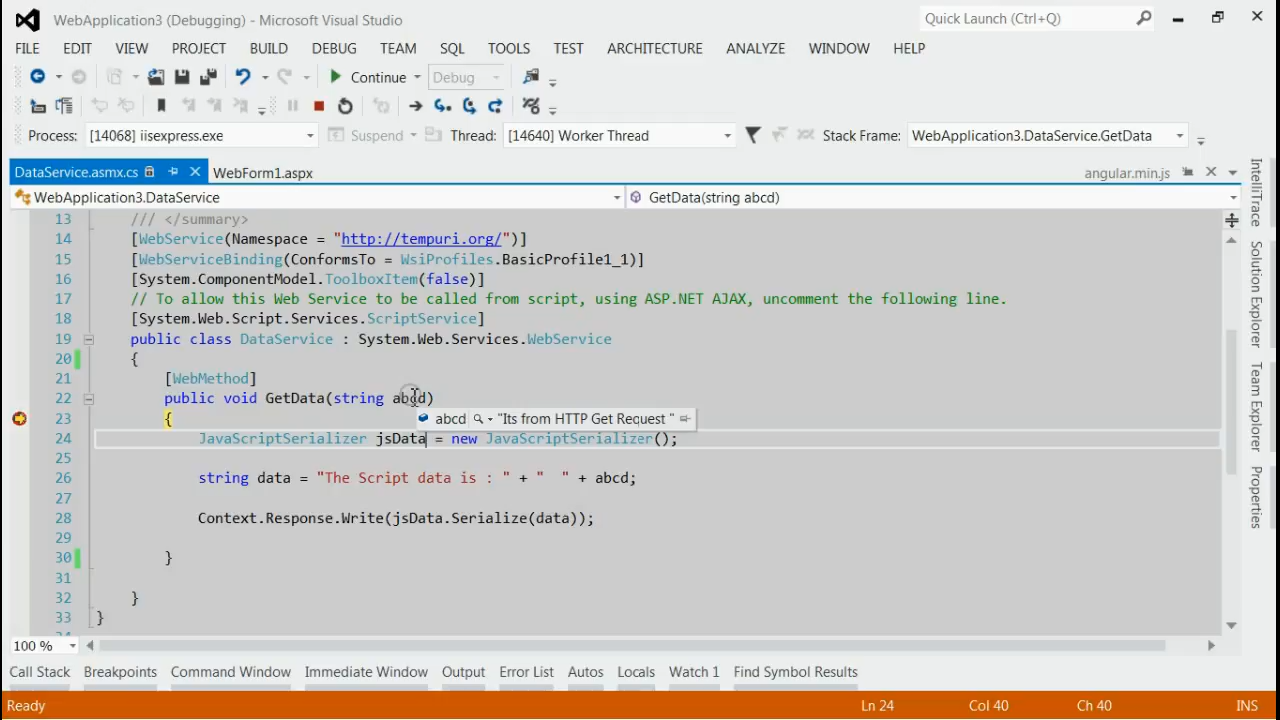 WebApplication3 (Debugging) - Microsoft Visual Studio
Quick Launch (Ctrl+Q)
FILE EDIT VIEW PROJECT BUILD DEBUG TEAM SQL TOOLS TEST ARCHITECTURE ANALYZE WINDOW HELP
Continue Debug
Process: [14068] iisexpress.exe Suspend Thread: [14640] Worker Thread Stack Frame: WebApplication3.DataService.GetData
DataService.asmx.cs WebForm1.aspx angular.min.js
WebApplication3.DataService GetData(string abcd)
13 /// </summary>
14 [WebService(Namespace = "http://tempuri.org/")]
15 [WebServiceBinding(ConformsTo = WsiProfiles.BasicProfile1_1)]
16 [System.ComponentModel.ToolboxItem(false)]
17 // To allow this Web Service to be called from script, using ASP.NET AJAX, uncomment the following line.
18 [System.Web.Script.Services.ScriptService]
19 public class DataService : System.Web.Services.WebService
20 {
21 [WebMethod]
22 public void GetData(string abcd)
23 {
abcd "Its from HTTP Get Request "
24 JavaScriptSerializer jsData = new JavaScriptSerializer();
25
26 string data = "The Script data is : " + "  " + abcd;
27
28 Context.Response.Write(jsData.Serialize(data));
29
30 }
31
32 }
33 }
100 %
Call Stack Breakpoints Command Window Immediate Window Output Error List Autos Locals Watch 1 Find Symbol Results
Ready Ln 24 Col 40 Ch 40 INS
IntelliTrace
Solution Explorer
Team Explorer
Properties